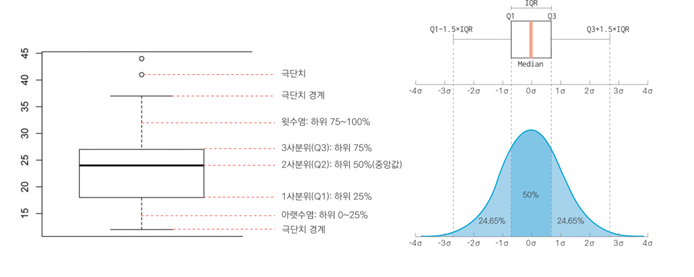 45
40
35
30
25
20
15
극단치
극단치 경계
윗수염: 하위 75~100%
3사분위(Q3): 하위 75%
2사분위(Q2): 하위 50%(중앙값)
1사분위(Q1): 하위 25%
아랫수염: 하위 0~25%
극단치 경계
IQR
Q1 Q3
Q1-1.5×IQR Q3+1.5×IQR
Median
-4σ -3σ -2σ -1σ 0σ 1σ 2σ 3σ 4σ
50%
24.65% 24.65%
-4σ -3σ -2σ -1σ 0σ 1σ 2σ 3σ 4σ